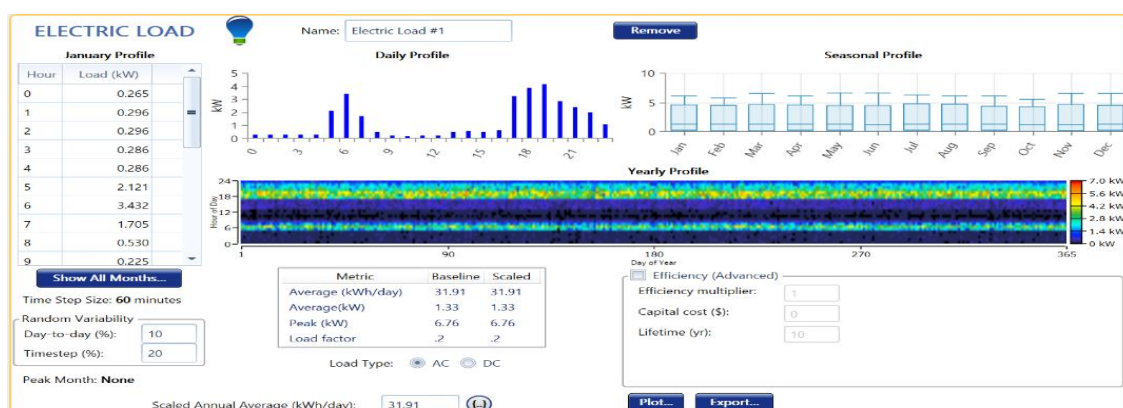 ELECTRIC LOAD
Name: Electric Load #1
Remove
January Profile
Hour Load (kW)
0 0.265
1 0.296
2 0.296
3 0.286
4 0.286
5 2.121
6 3.432
7 1.705
8 0.530
9 0.225
Show All Months...
Time Step Size: 60 minutes
Random Variability
Day-to-day (%): 10
Timestep (%): 20
Peak Month: None
Daily Profile
kW
5
4
3
2
1
0
0 3 6 9 12 15 18 21
Seasonal Profile
kW
10
5
0
Jan Feb Mar Apr May Jun Jul Aug Sep Oct Nov Dec
Yearly Profile
Hour of Day
24
18
12
6
0
1 90 180 270 365
Day of Year
7.0 kW
5.6 kW
4.2 kW
2.8 kW
1.4 kW
0 kW
Metric Baseline Scaled
Average (kWh/day) 31.91 31.91
Average(kW) 1.33 1.33
Peak (kW) 6.76 6.76
Load factor .2 .2
Load Type: AC DC
Efficiency (Advanced)
Efficiency multiplier: 1
Capital cost ($): 0
Lifetime (yr): 10
Scaled Annual Average (kWh/day): 31.91 {..}
Plot... Export...